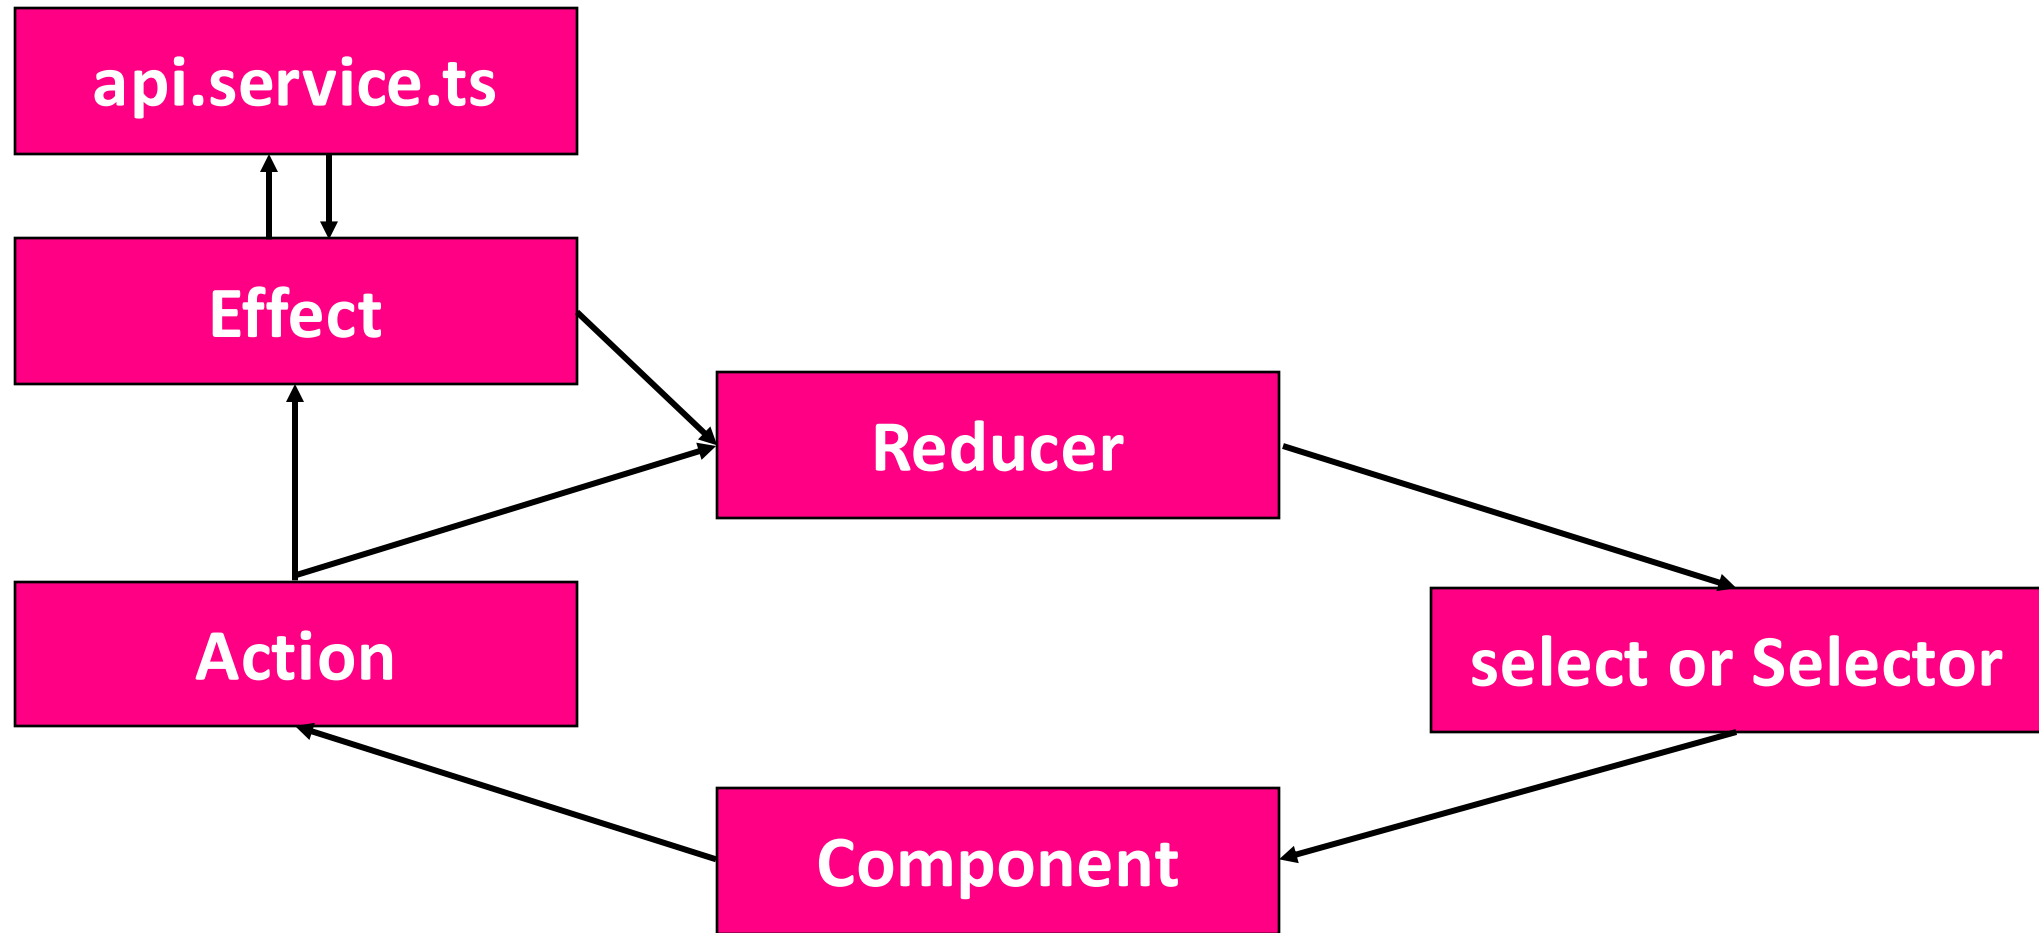 api.service.ts
Effect
Reducer
Action
select or Selector
Component